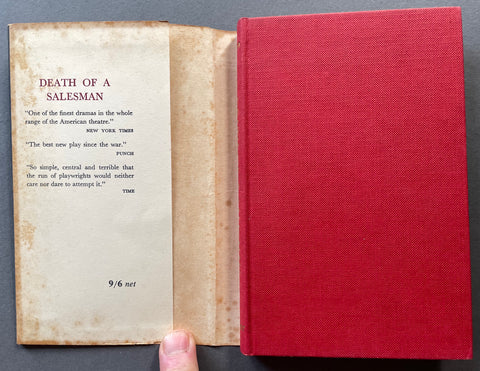 DEATH OF A
SALESMAN
"One of the finest dramas in the whole
range of the American theatre."
NEW YORK TIMES
"The best new play since the war."
PUNCH
"So simple, central and terrible that
the run of playwrights would neither
care nor dare to attempt it."
TIME
9/6 net